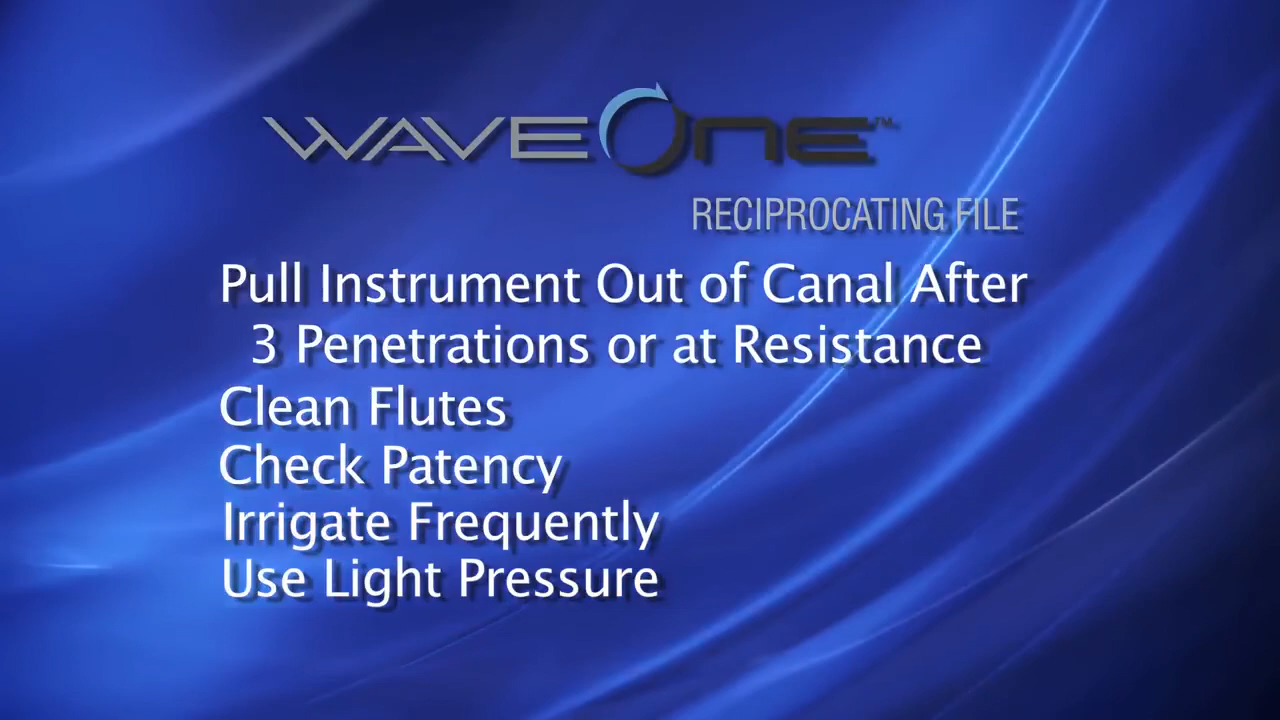 WAVEONE™
RECIPROCATING FILE
Pull Instrument Out of Canal After
3 Penetrations or at Resistance
Clean Flutes
Check Patency
Irrigate Frequently
Use Light Pressure